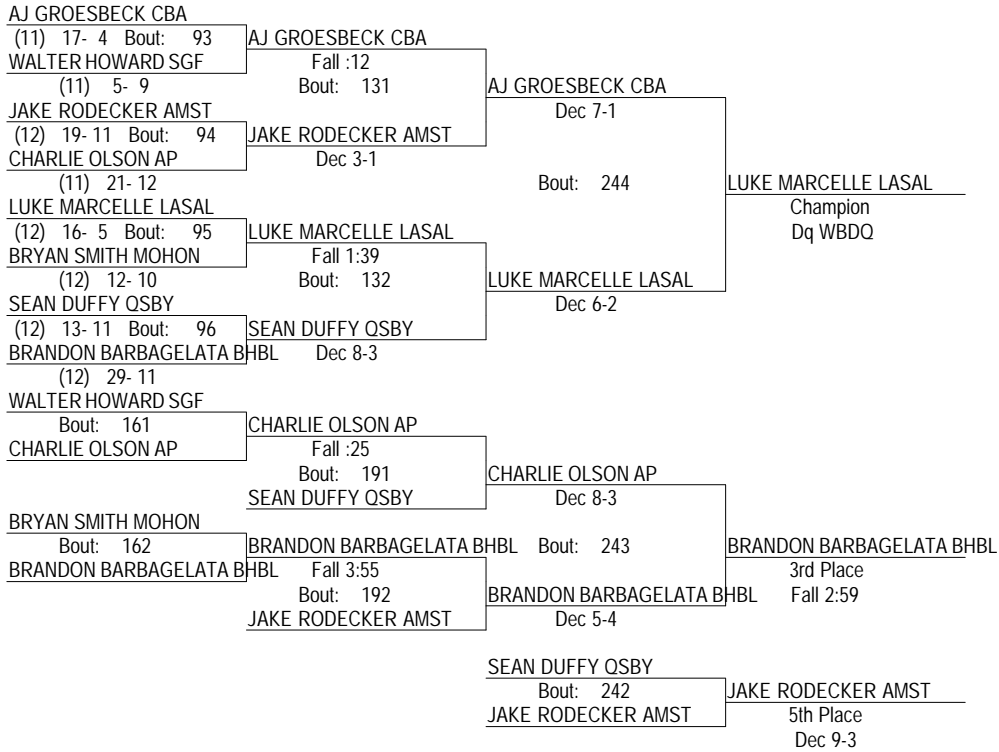 AJ GROESBECK CBA
(11) 17- 4 Bout: 93 AJ GROESBECK CBA
WALTER HOWARD SGF Fall :12
(11) 5- 9 Bout: 131 AJ GROESBECK CBA
JAKE RODECKER AMST Dec 7-1
(12) 19- 11 Bout: 94 JAKE RODECKER AMST
CHARLIE OLSON AP Dec 3-1
(11) 21- 12 Bout: 244 LUKE MARCELLE LASAL
LUKE MARCELLE LASAL Champion
(12) 16- 5 Bout: 95 LUKE MARCELLE LASAL Dq WBDQ
BRYAN SMITH MOHON Fall 1:39
(12) 12- 10 Bout: 132 LUKE MARCELLE LASAL
SEAN DUFFY QSBY Dec 6-2
(12) 13- 11 Bout: 96 SEAN DUFFY QSBY
BRANDON BARBAGELATA BHBL Dec 8-3
(12) 29- 11
WALTER HOWARD SGF
Bout: 161 CHARLIE OLSON AP
CHARLIE OLSON AP Fall :25
Bout: 191 CHARLIE OLSON AP
SEAN DUFFY QSBY Dec 8-3
BRYAN SMITH MOHON
Bout: 162 BRANDON BARBAGELATA BHBL Bout: 243 BRANDON BARBAGELATA BHBL
BRANDON BARBAGELATA BHBL Fall 3:55 3rd Place
Bout: 192 BRANDON BARBAGELATA BHBL Fall 2:59
JAKE RODECKER AMST Dec 5-4
SEAN DUFFY QSBY
Bout: 242 JAKE RODECKER AMST
JAKE RODECKER AMST 5th Place
Dec 9-3